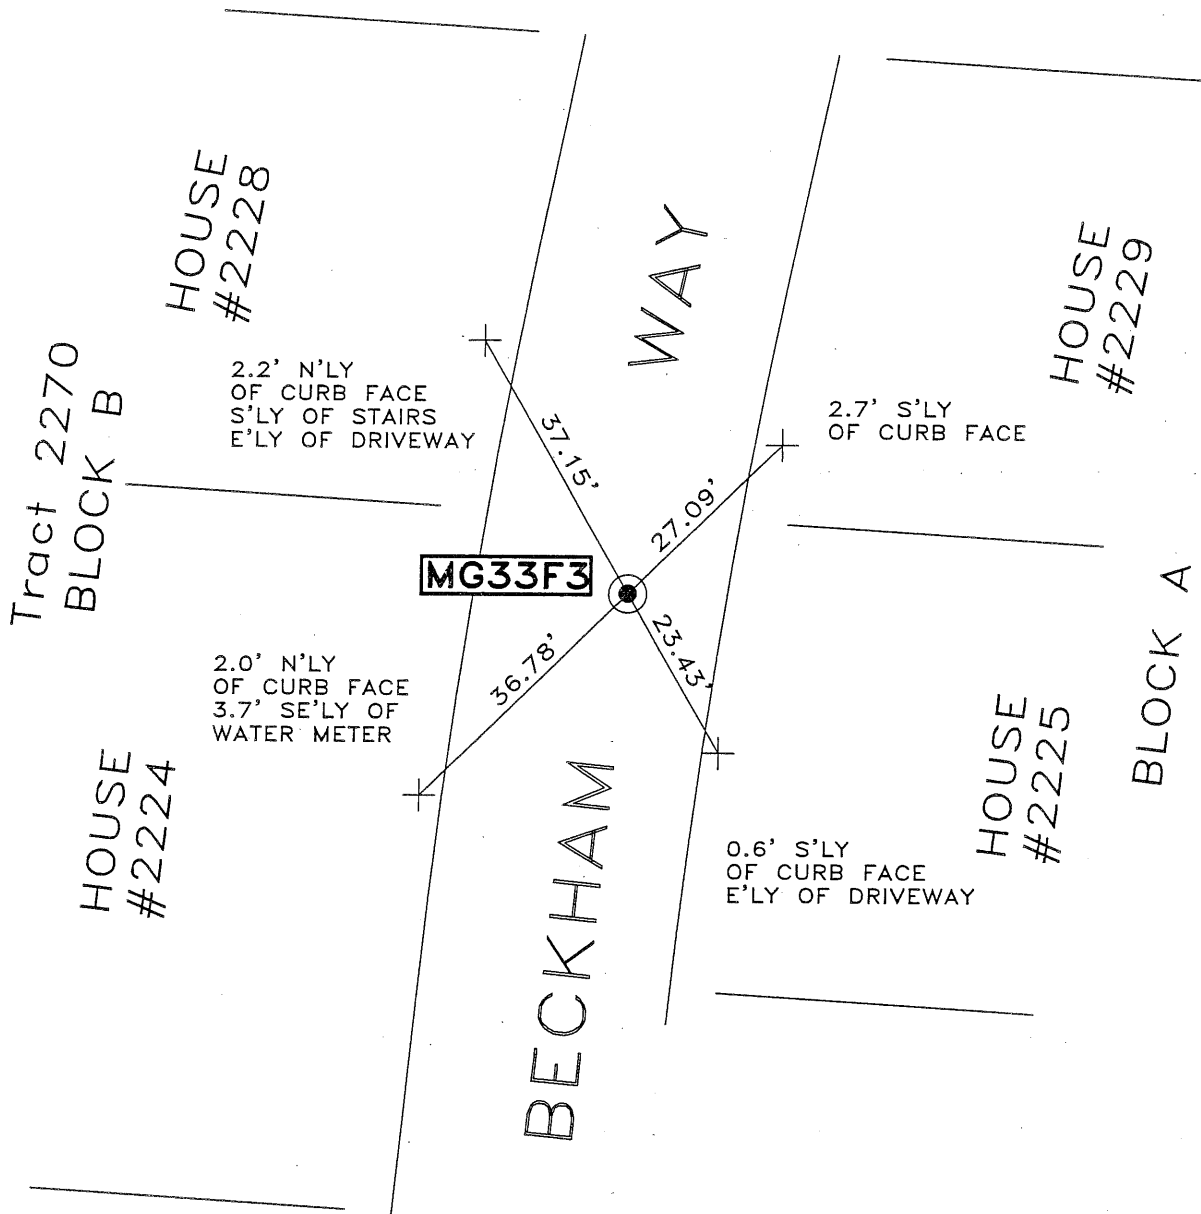 HOUSE
#2228
WAY
HOUSE
#2229
Tract 2270
BLOCK B
2.2' N'LY
OF CURB FACE
S'LY OF STAIRS
E'LY OF DRIVEWAY
37.15'
2.7' S'LY
OF CURB FACE
27.09'
MG33F3
BLOCK A
2.0' N'LY
OF CURB FACE
3.7' SE'LY OF
WATER METER
36.78'
23.43'
HOUSE
#2224
BECKHAM
HOUSE
#2225
0.6' S'LY
OF CURB FACE
E'LY OF DRIVEWAY